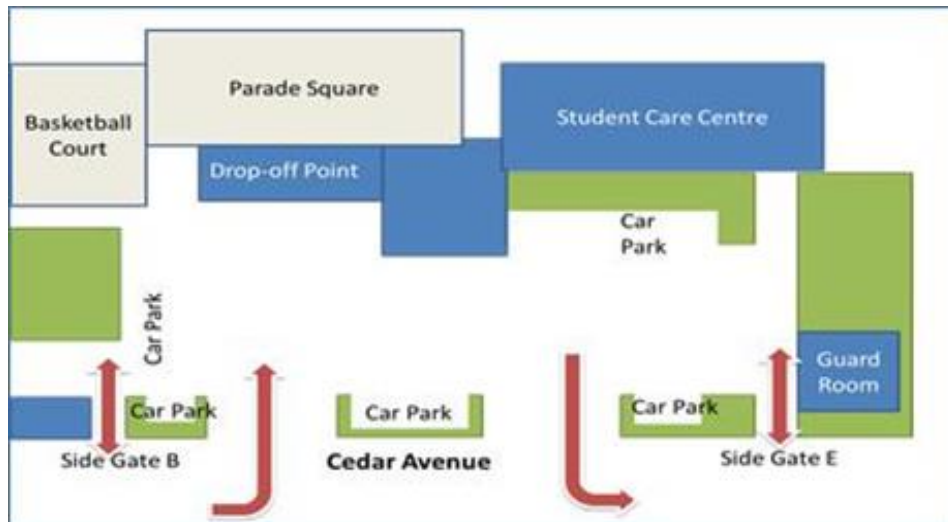 Parade Square
Basketball
Court
Student Care Centre
Drop-off Point
Car
Park
Car Park
Guard
Room
Car Park
Car Park
Car Park
Side Gate B
Cedar Avenue
Side Gate E